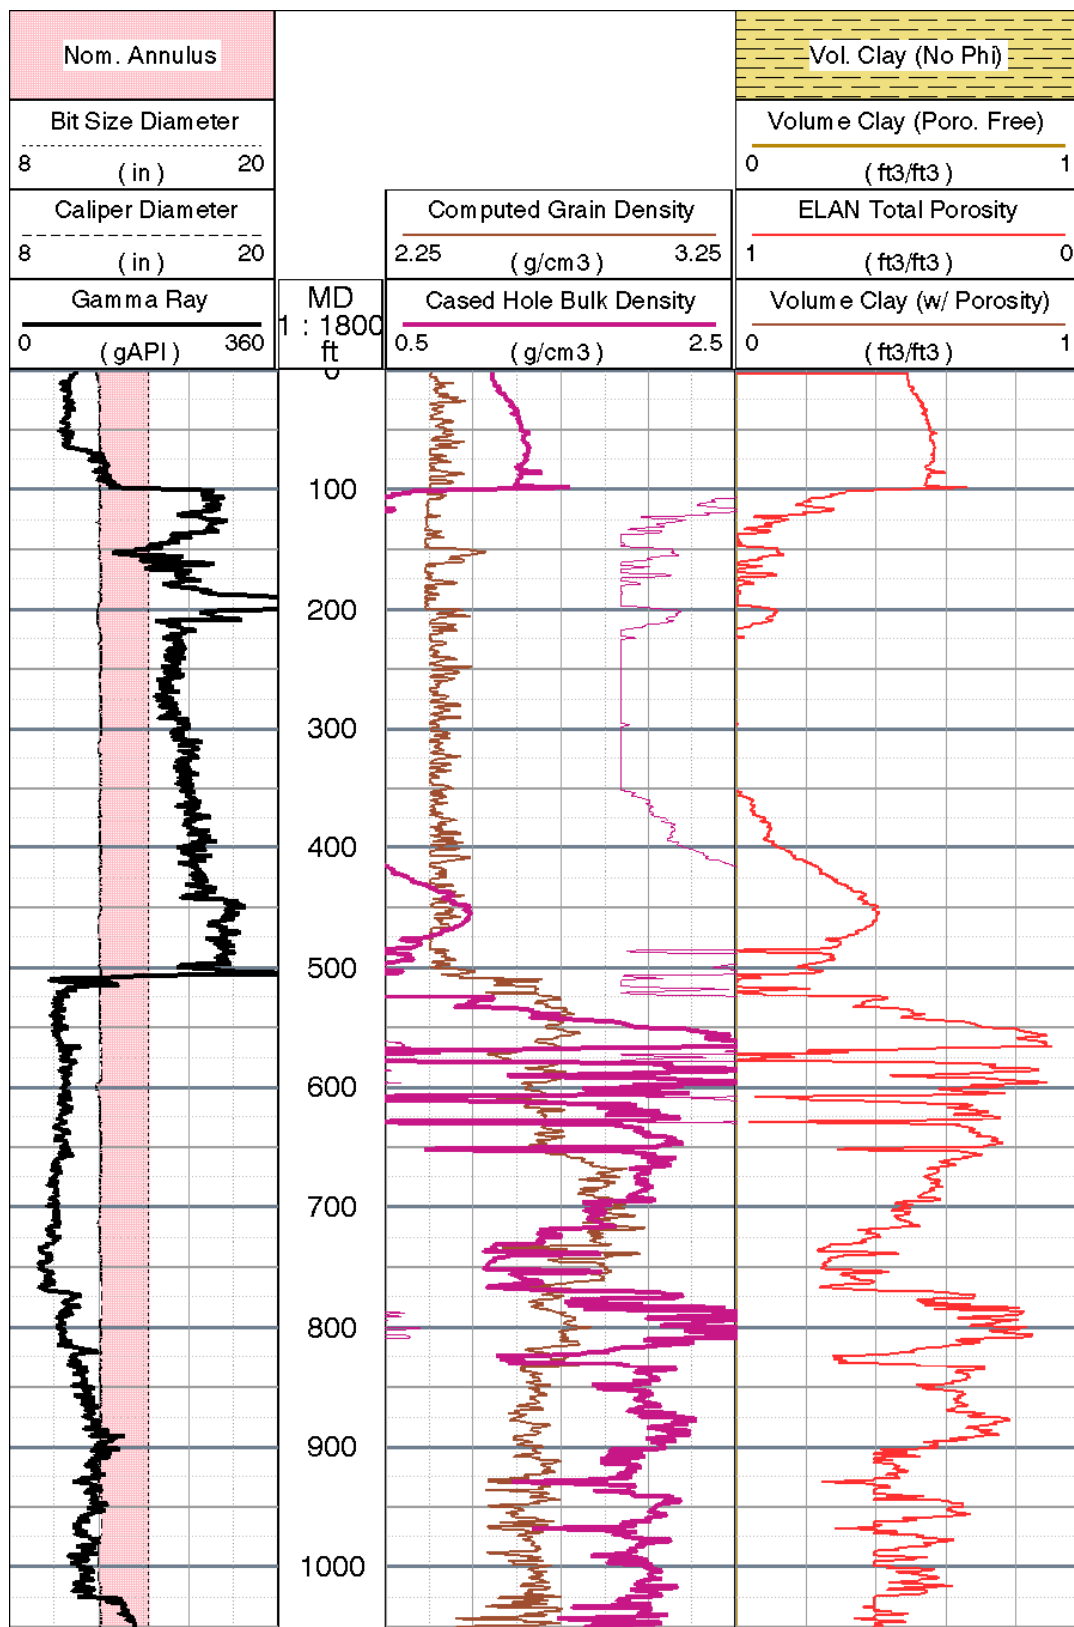 Nom. Annulus
Vol. Clay (No Phi)
Bit Size Diameter
8 (in) 20
Volume Clay (Poro. Free)
0 (ft3/ft3) 1
Caliper Diameter
8 (in) 20
Computed Grain Density
2.25 (g/cm3) 3.25
ELAN Total Porosity
1 (ft3/ft3) 0
Gamma Ray
0 (gAPI) 360
MD
1 : 1800
ft
Cased Hole Bulk Density
0.5 (g/cm3) 2.5
Volume Clay (w/ Porosity)
0 (ft3/ft3) 1
0
100
200
300
400
500
600
700
800
900
1000